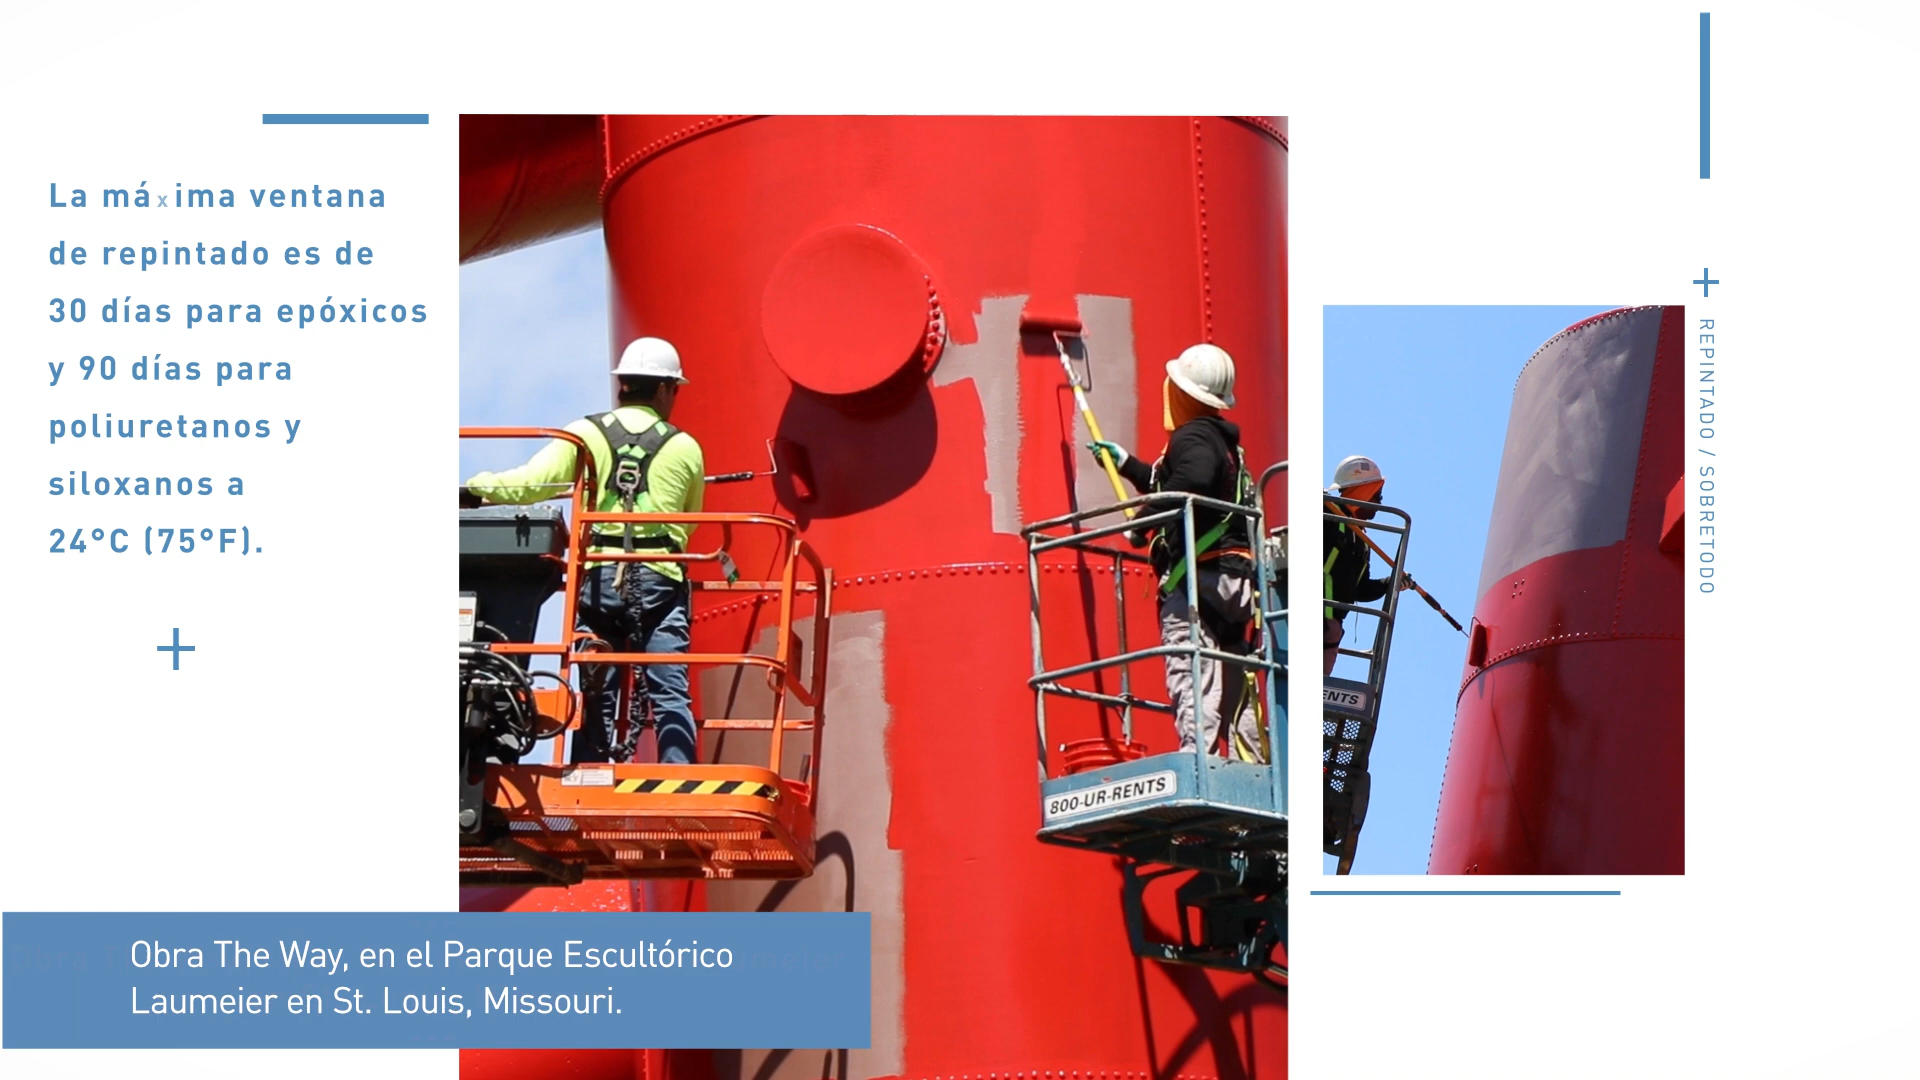 La máxima ventana
de repintado es de
30 días para epóxicos
y 90 días para
poliuretanos y
siloxanos a
24°C (75°F).
800-UR-RENTS
ENTS
REPINTADO / SOBRETODO
Obra The Way, en el Parque Escultórico
Laumeier en St. Louis, Missouri.